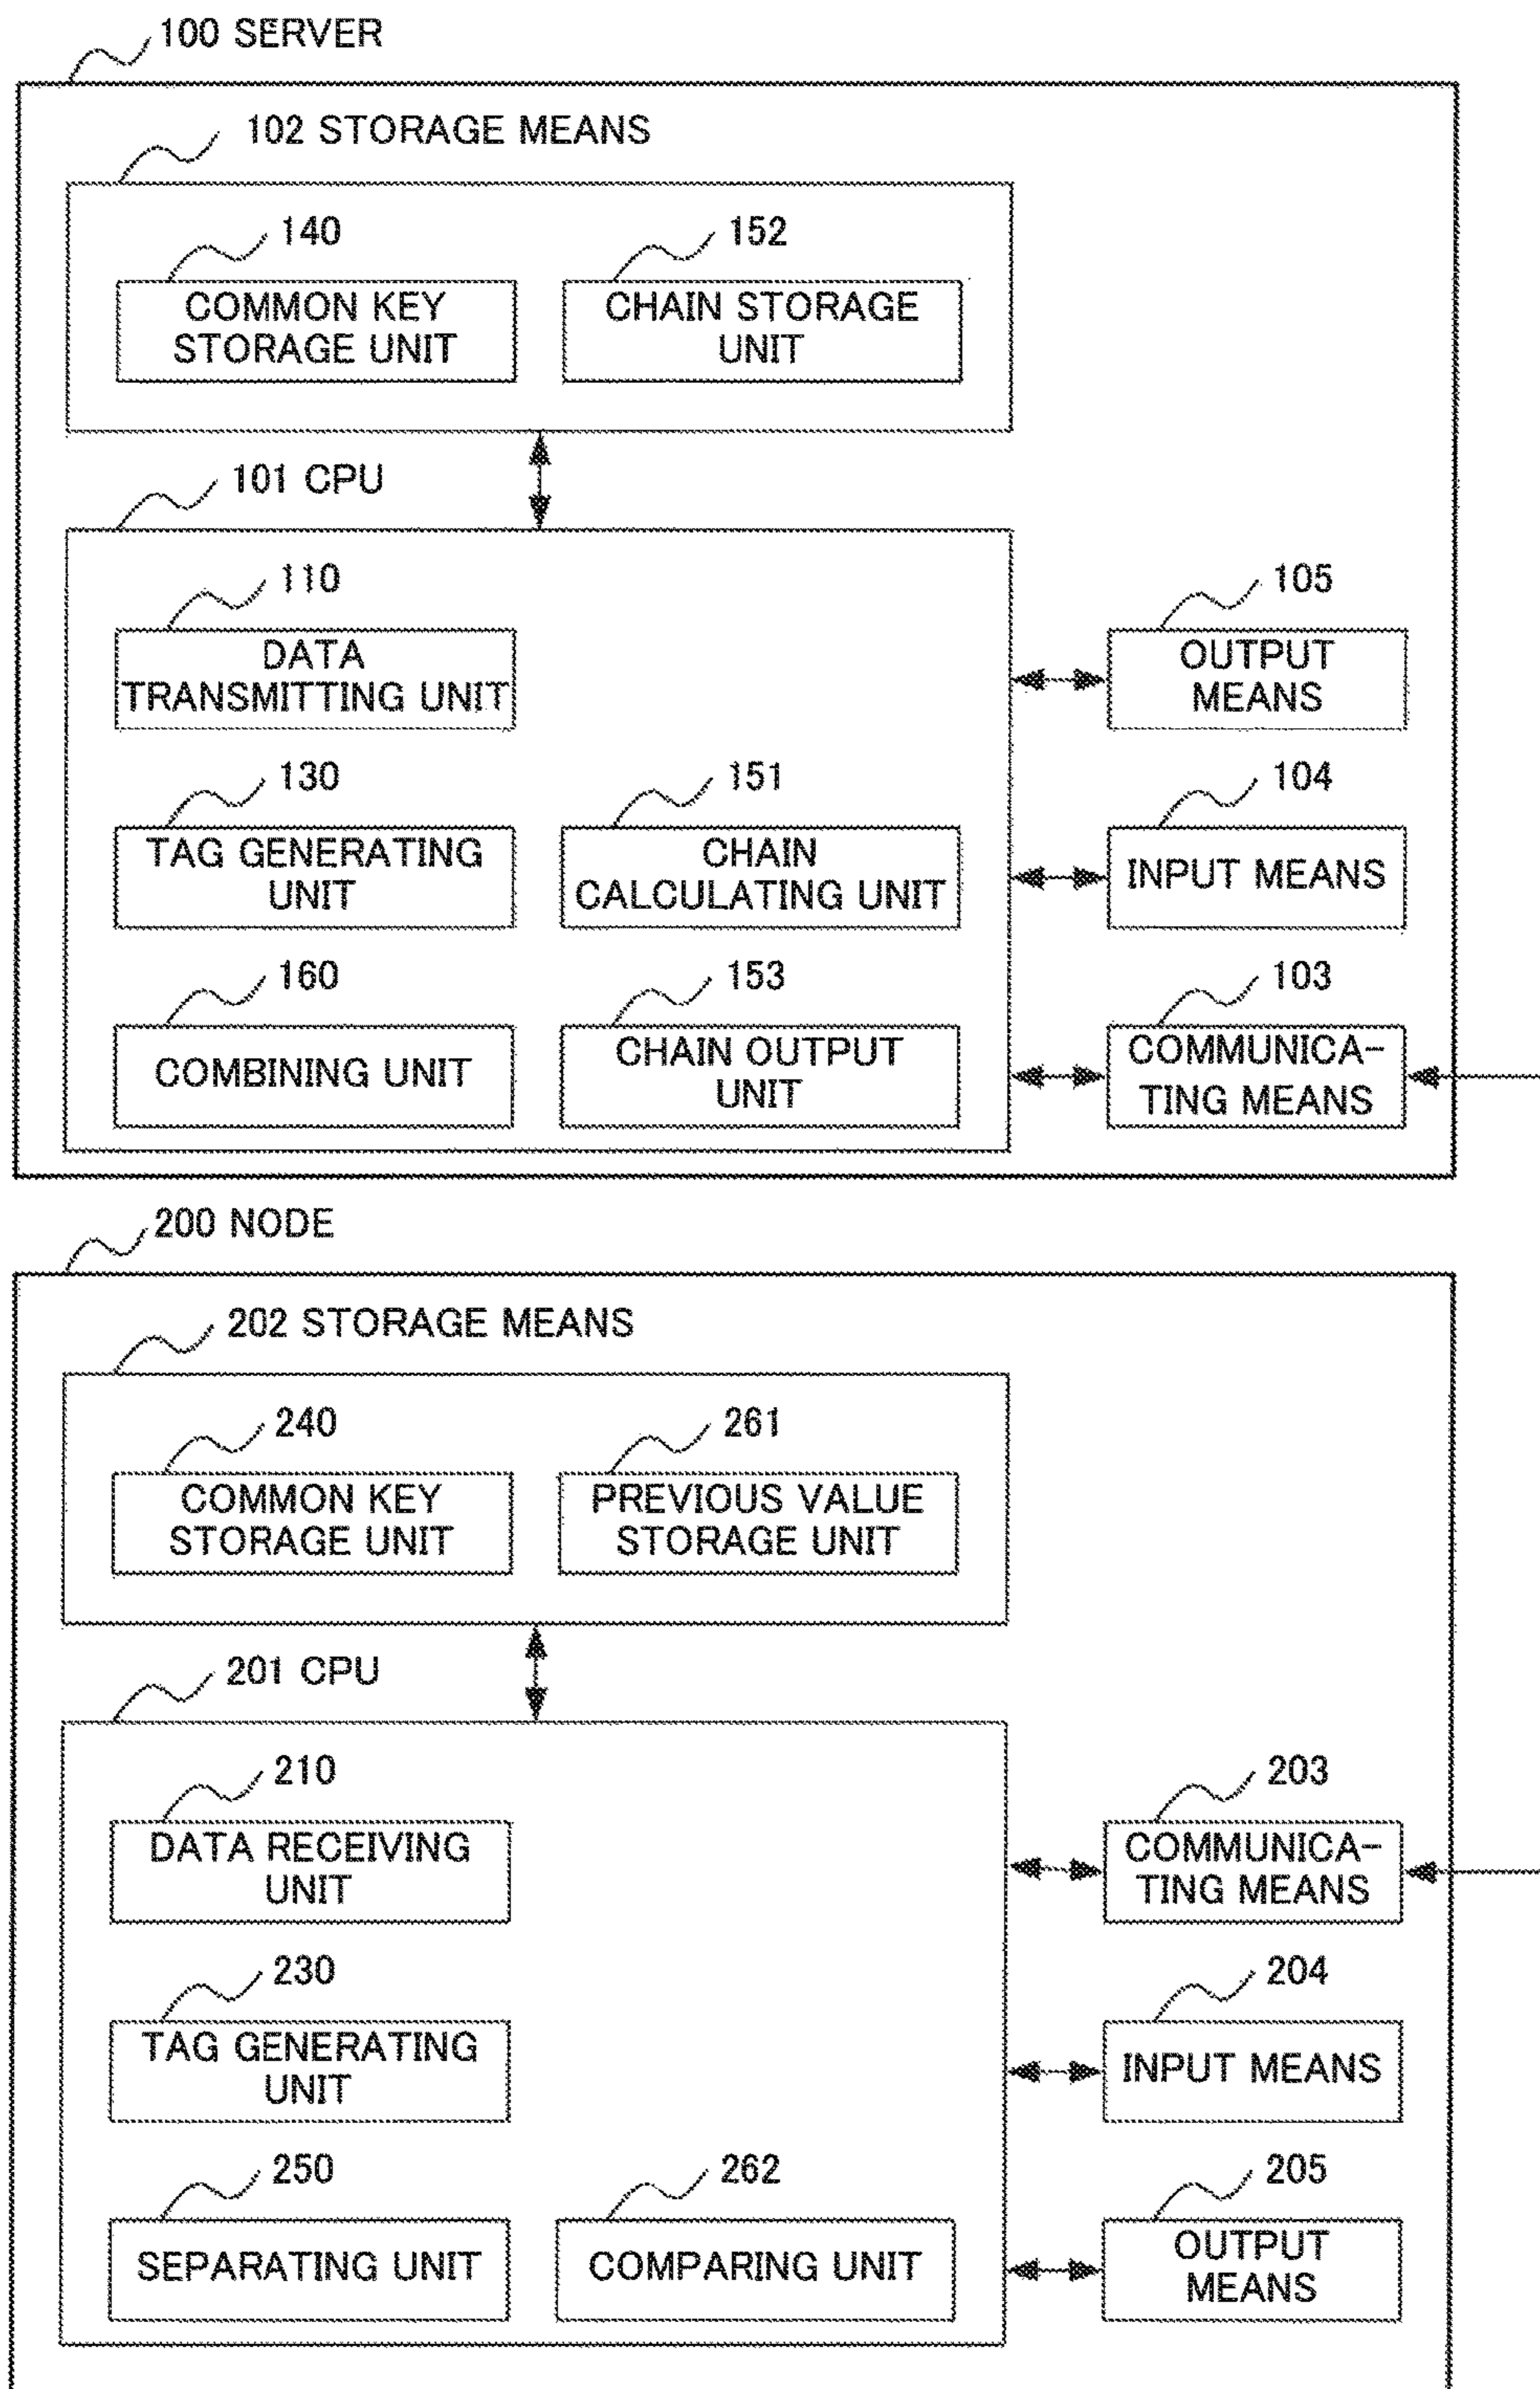 100 SERVER
102 STORAGE MEANS
140
152
COMMON KEY
STORAGE UNIT
CHAIN STORAGE
UNIT
101 CPU
110
105
DATA
TRANSMITTING UNIT
OUTPUT
MEANS
130
151
104
TAG GENERATING
UNIT
CHAIN
CALCULATING UNIT
INPUT MEANS
160
153
103
COMBINING UNIT
CHAIN OUTPUT
UNIT
COMMUNICA-
TING MEANS
200 NODE
202 STORAGE MEANS
240
261
COMMON KEY
STORAGE UNIT
PREVIOUS VALUE
STORAGE UNIT
201 CPU
210
203
DATA RECEIVING
UNIT
COMMUNICA-
TING MEANS
230
204
TAG GENERATING
UNIT
INPUT MEANS
250
262
205
SEPARATING UNIT
COMPARING UNIT
OUTPUT
MEANS